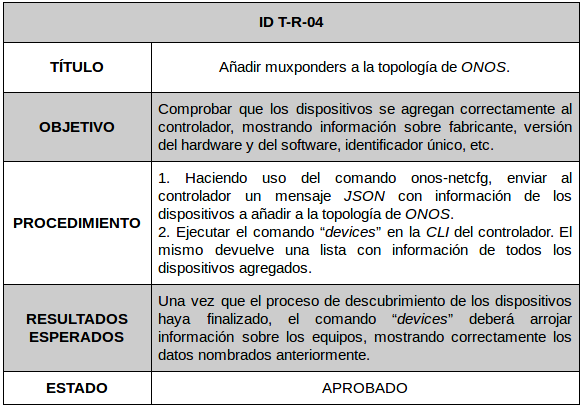 ID T-R-04
TÍTULO
Añadir muxponders a la topología de ONOS.
OBJETIVO
Comprobar que los dispositivos se agregan correctamente al
controlador, mostrando información sobre fabricante, versión
del hardware y del software, identificador único, etc.
PROCEDIMIENTO
1. Haciendo uso del comando onos-netcfg, enviar al
controlador un mensaje JSON con información de los
dispositivos a añadir a la topología de ONOS.
2. Ejecutar el comando “devices” en la CLI del controlador. El
mismo devuelve una lista con información de todos los
dispositivos agregados.
RESULTADOS
ESPERADOS
Una vez que el proceso de descubrimiento de los dispositivos
haya finalizado, el comando “devices” deberá arrojar
información sobre los equipos, mostrando correctamente los
datos nombrados anteriormente.
ESTADO
APROBADO